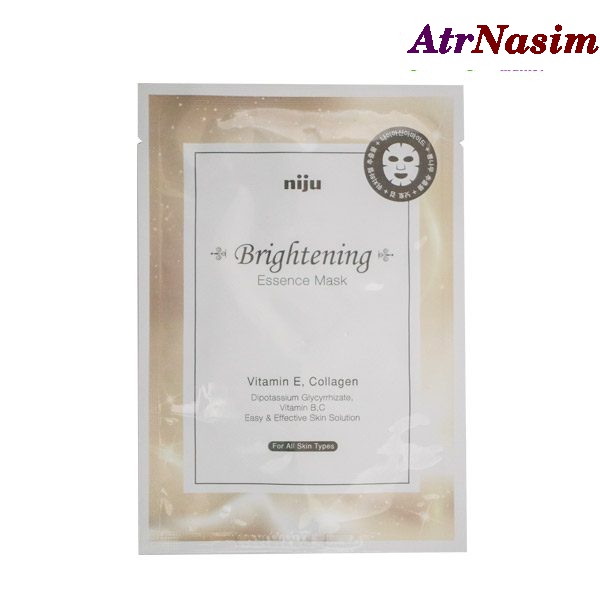 AtrNasim
niju
Brightening
Essence Mask
Vitamin E, Collagen
Dipotassium Glycyrrhizate,
Vitamin B,C
Easy & Effective Skin Solution
For All Skin Types